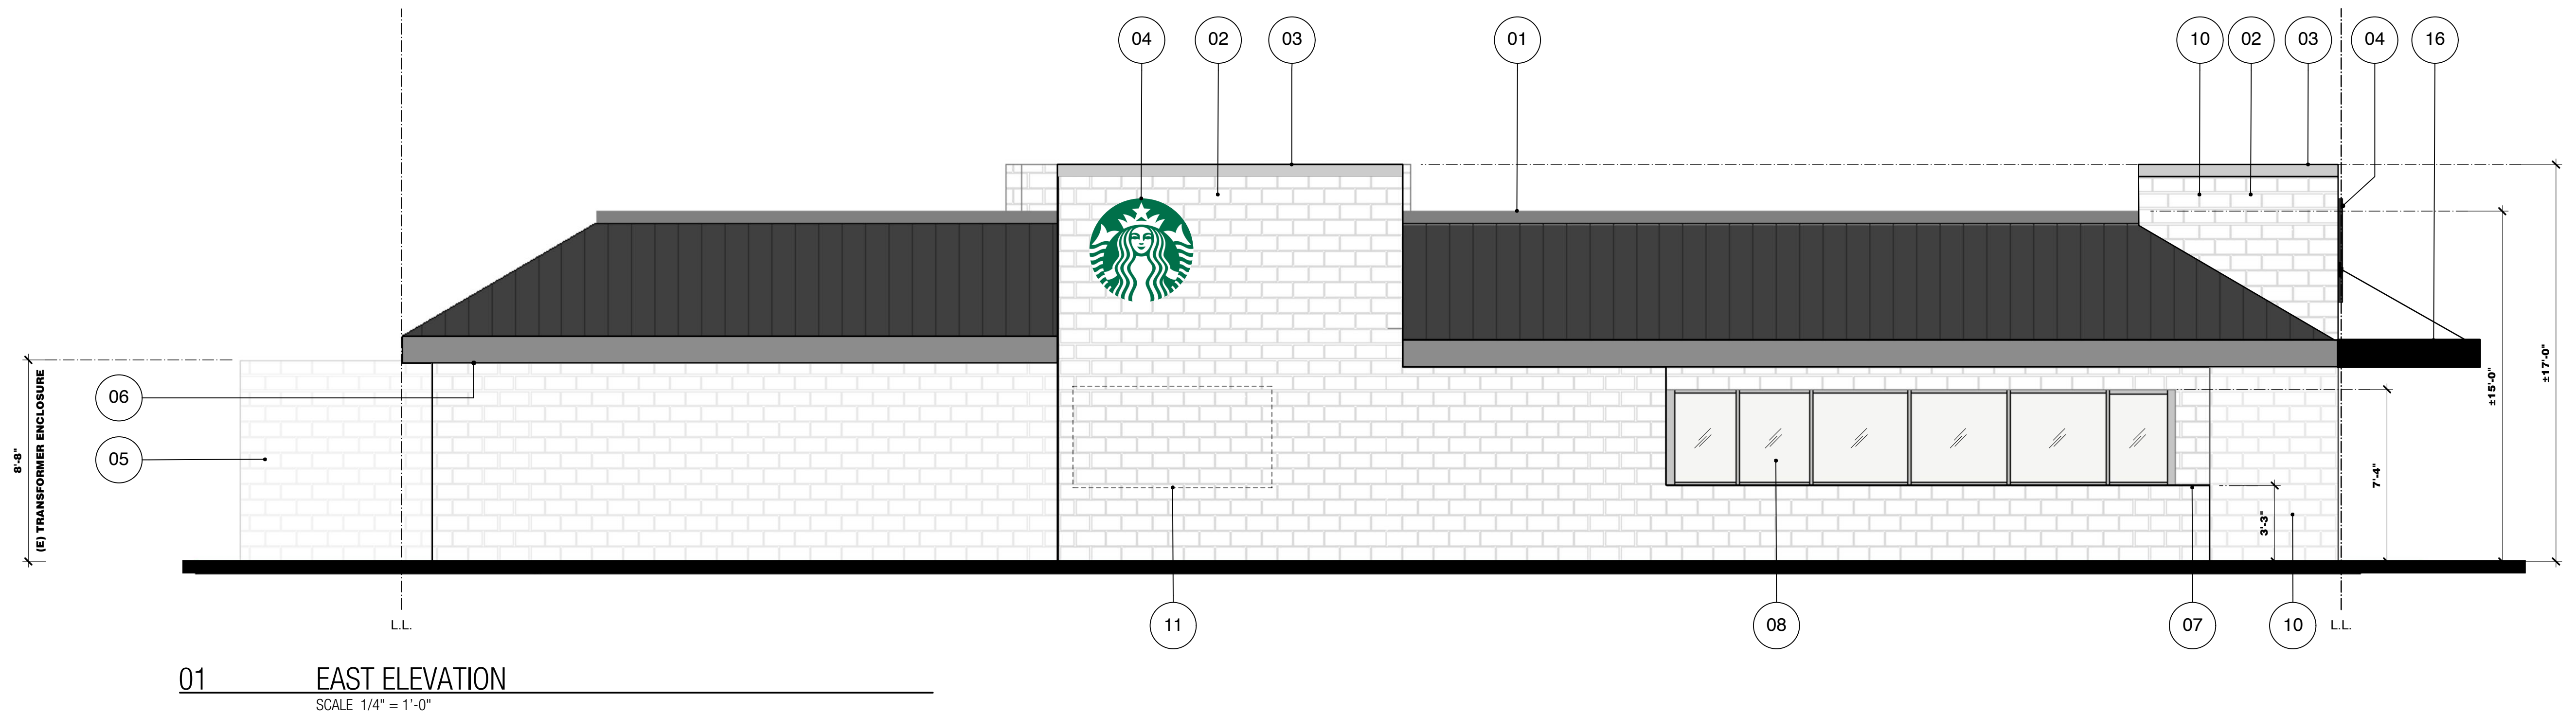 04 02 03 01 10 02 03 04 16
06
05
8'-8"
(E) TRANSFORMER ENCLOSURE
3'-3"
7'-4"
±15'-0"
±17'-0"
L.L. 11 08 07 10 L.L.
01 EAST ELEVATION
SCALE 1/4" = 1'-0"